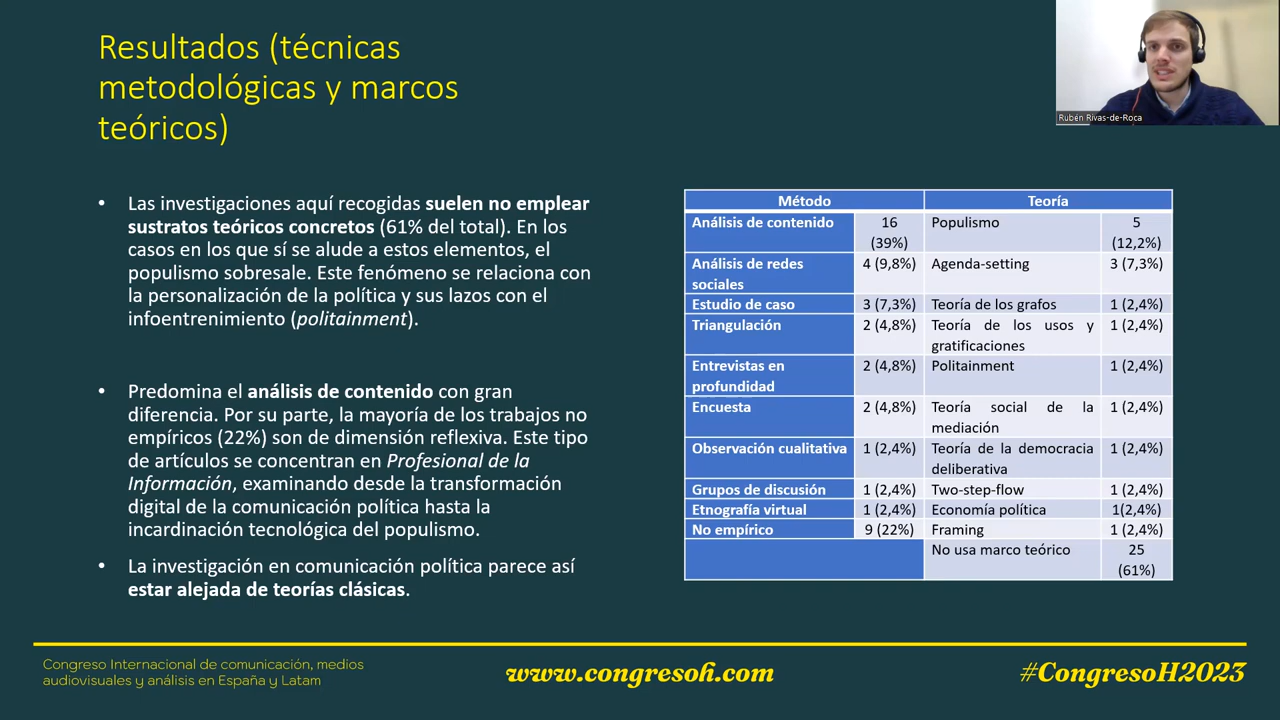 Resultados (técnicas
metodológicas y marcos
teóricos)
Rubén Rivas-de-Roca
• Las investigaciones aquí recogidas suelen no emplear
sustratos teóricos concretos (61% del total). En los
casos en los que sí se alude a estos elementos, el
populismo sobresale. Este fenómeno se relaciona con
la personalización de la política y sus lazos con el
infoentrenimiento (politainment).
• Predomina el análisis de contenido con gran
diferencia. Por su parte, la mayoría de los trabajos no
empíricos (22%) son de dimensión reflexiva. Este tipo
de artículos se concentran en Profesional de la
Información, examinando desde la transformación
digital de la comunicación política hasta la
incardinación tecnológica del populismo.
• La investigación en comunicación política parece así
estar alejada de teorías clásicas.
Método Teoría
Análisis de contenido 16 Populismo 5
(39%) (12,2%)
Análisis de redes 4 (9,8%) Agenda-setting 3 (7,3%)
sociales
Estudio de caso 3 (7,3%) Teoría de los grafos 1 (2,4%)
Triangulación 2 (4,8%) Teoría de los usos y 1 (2,4%)
gratificaciones
Entrevistas en 2 (4,8%) Politainment 1 (2,4%)
profundidad
Encuesta 2 (4,8%) Teoría social de la 1 (2,4%)
mediación
Observación cualitativa 1 (2,4%) Teoría de la democracia 1 (2,4%)
deliberativa
Grupos de discusión 1 (2,4%) Two-step-flow 1 (2,4%)
Etnografía virtual 1 (2,4%) Economía política 1(2,4%)
No empírico 9 (22%) Framing 1 (2,4%)
No usa marco teórico 25
(61%)
Congreso Internacional de comunicación, medios
audiovisuales y análisis en España y Latam
www.congresoh.com
#CongresoH2023